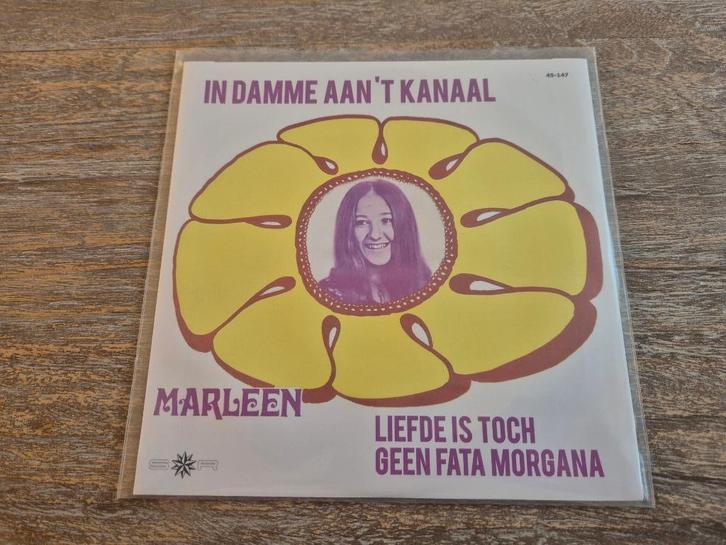 45-147
IN DAMME AAN'T KANAAL
MARLEEN
LIEFDE IS TOCH
GEEN FATA MORGANA